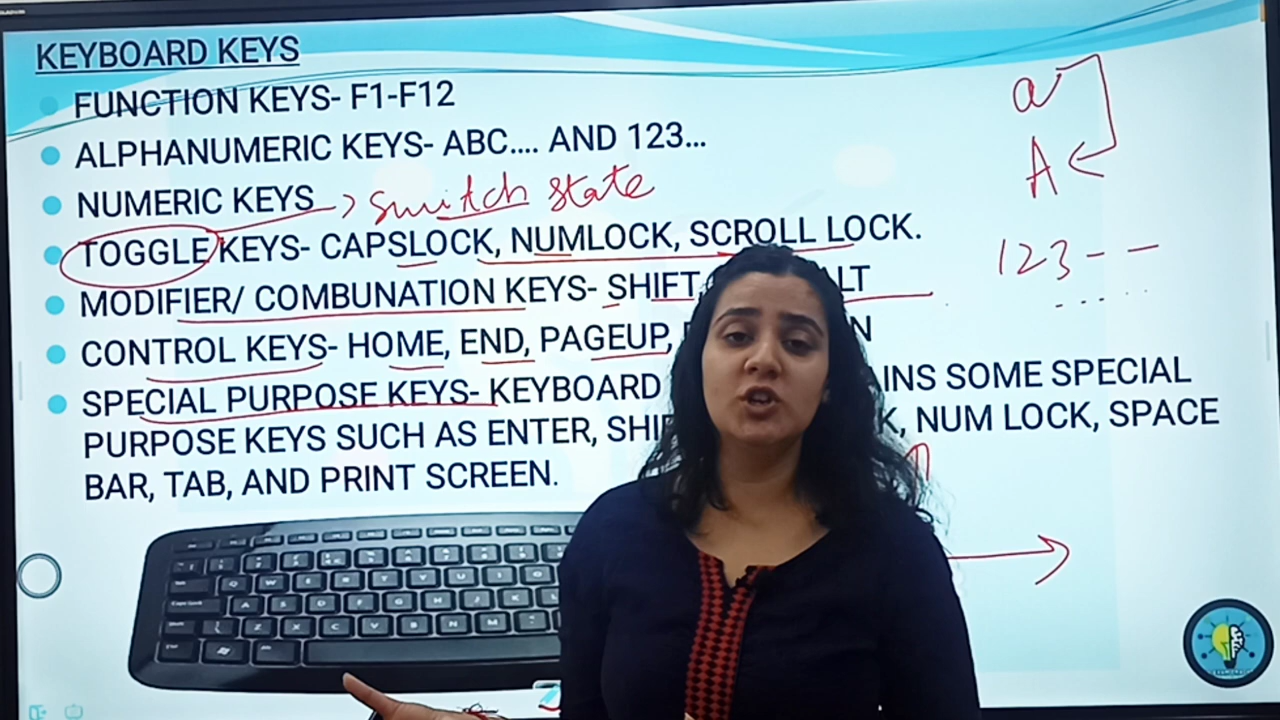 KEYBOARD KEYS
FUNCTION KEYS- F1-F12
ALPHANUMERIC KEYS- ABC.... AND 123...
NUMERIC KEYS
switch state
TOGGLE KEYS- CAPSLOCK, NUMLOCK, SCROLL LOCK.
MODIFIER/ COMBUNATION KEYS- SHIFT
CONTROL KEYS- HOME, END, PAGEUP,
SPECIAL PURPOSE KEYS- KEYBOARD SOME SPECIAL
PURPOSE KEYS SUCH AS ENTER, NUM LOCK, SPACE
BAR, TAB, AND PRINT SCREEN.
a
A
123--